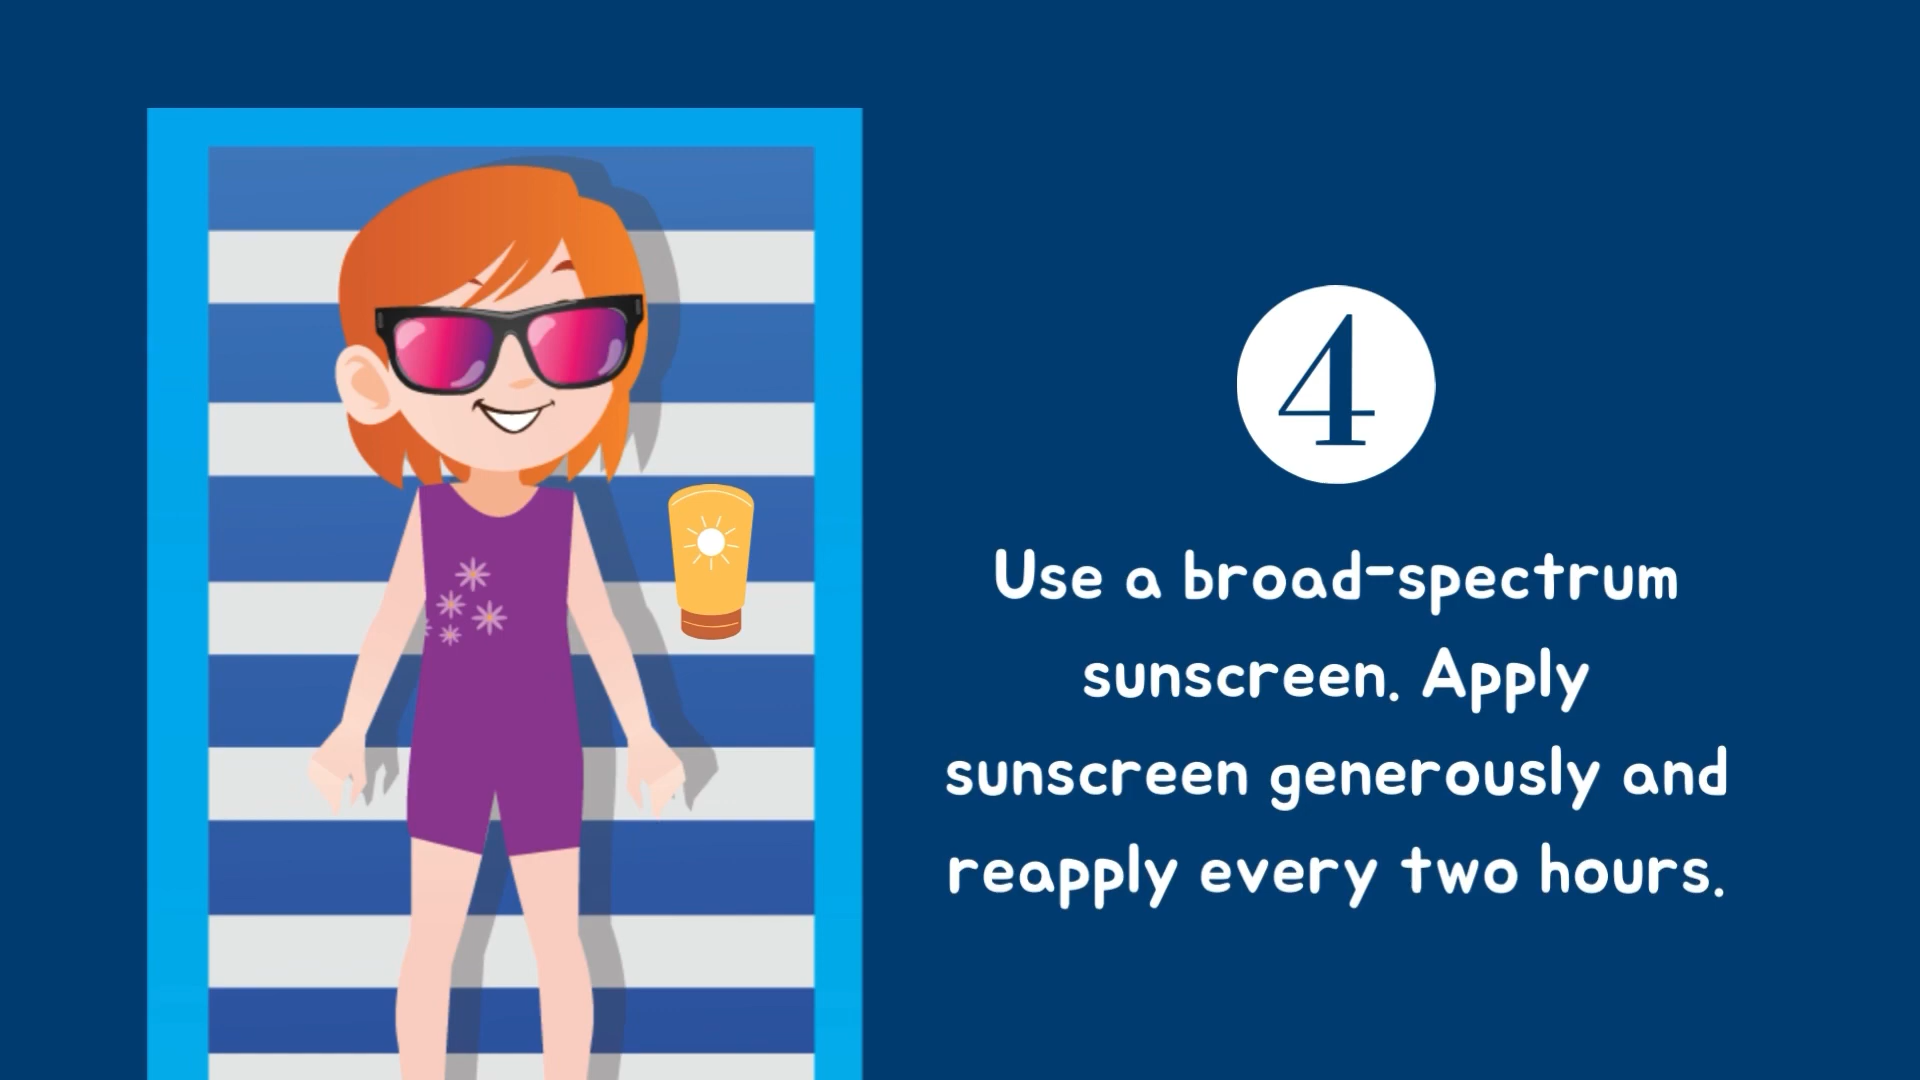 4
Use a broad-spectrum
sunscreen. Apply
sunscreen generously and
reapply every two hours.